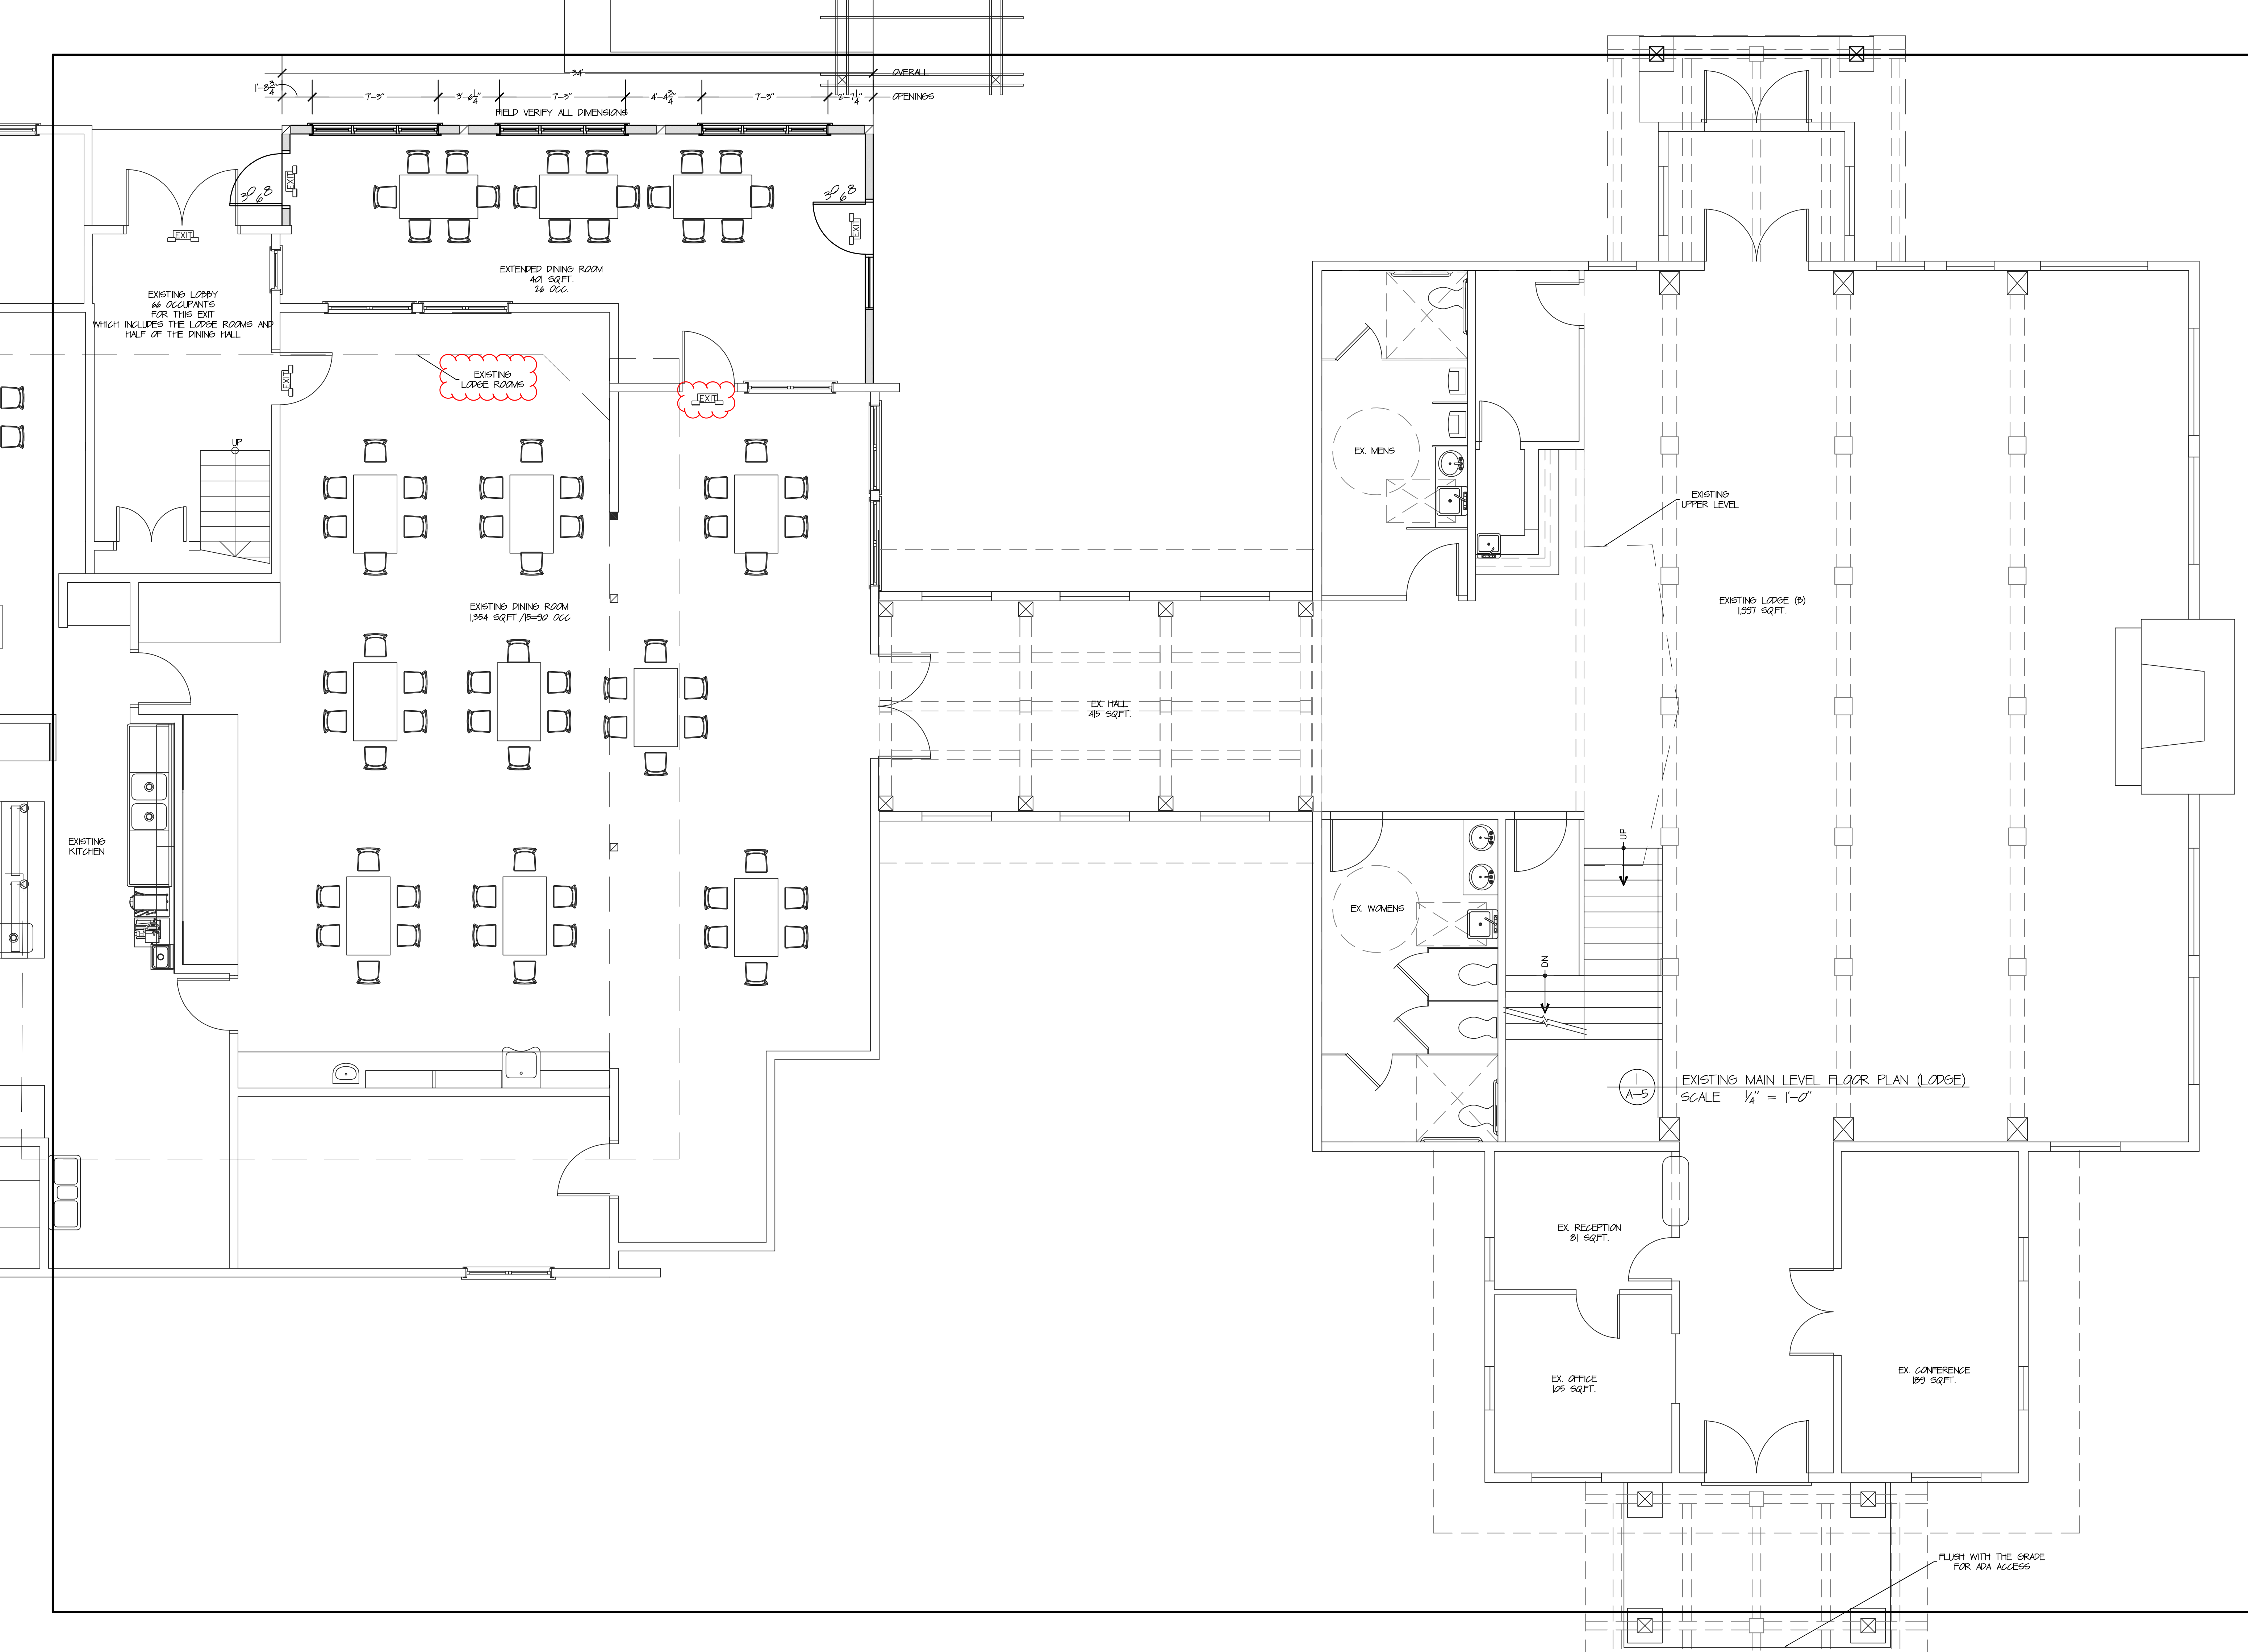 34' OVERALL
1'-8 3/4" 7'-3" 3'-6 1/4" 7'-3" 4'-4 3/4" 7'-3" 2'-7 1/4" OPENINGS
FIELD VERIFY ALL DIMENSIONS
EXIT
3068
3068
EXIT
EXIT
EXTENDED DINING ROOM
401 SQ.FT.
26 OCC.
EXISTING LOBBY
66 OCCUPANTS
FOR THIS EXIT
WHICH INCLUDES THE LODGE ROOMS AND
HALF OF THE DINING HALL
EXIT
EXISTING
LODGE ROOMS
EXIT
UP
EX. MENS
EXISTING
UPPER LEVEL
EXISTING DINING ROOM
1,354 SQ.FT./15=90 OCC
EXISTING LODGE (B)
1,997 SQ.FT.
EX. HALL
415 SQ.FT.
EXISTING
KITCHEN
UP
EX. WOMENS
DN
1
A-5
EXISTING MAIN LEVEL FLOOR PLAN (LODGE)
SCALE 1/4" = 1'-0"
EX. RECEPTION
81 SQ.FT.
EX. OFFICE
105 SQ.FT.
EX. CONFERENCE
189 SQ.FT.
FLUSH WITH THE GRADE
FOR ADA ACCESS